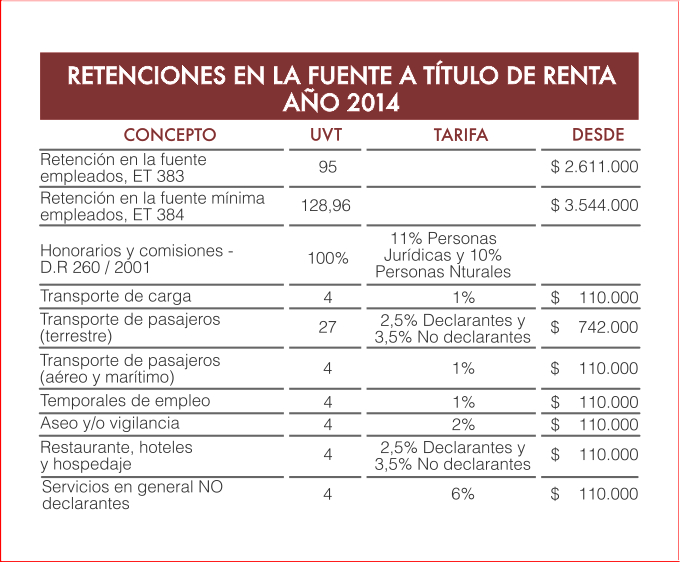 RETENCIONES EN LA FUENTE A TÍTULO DE RENTA
AÑO 2014
CONCEPTO UVT TARIFA DESDE
Retención en la fuente
empleados, ET 383 95 $ 2.611.000
Retención en la fuente mínima
empleados, ET 384 128,96 $ 3.544.000
Honorarios y comisiones -
D.R 260 / 2001 100% 11% Personas
Jurídicas y 10%
Personas Nturales
Transporte de carga 4 1% $ 110.000
Transporte de pasajeros
(terrestre) 27 2,5% Declarantes y
3,5% No declarantes $ 742.000
Transporte de pasajeros
(aéreo y marítimo) 4 1% $ 110.000
Temporales de empleo 4 1% $ 110.000
Aseo y/o vigilancia 4 2% $ 110.000
Restaurante, hoteles
y hospedaje 4 2,5% Declarantes y
3,5% No declarantes $ 110.000
Servicios en general NO
declarantes 4 6% $ 110.000